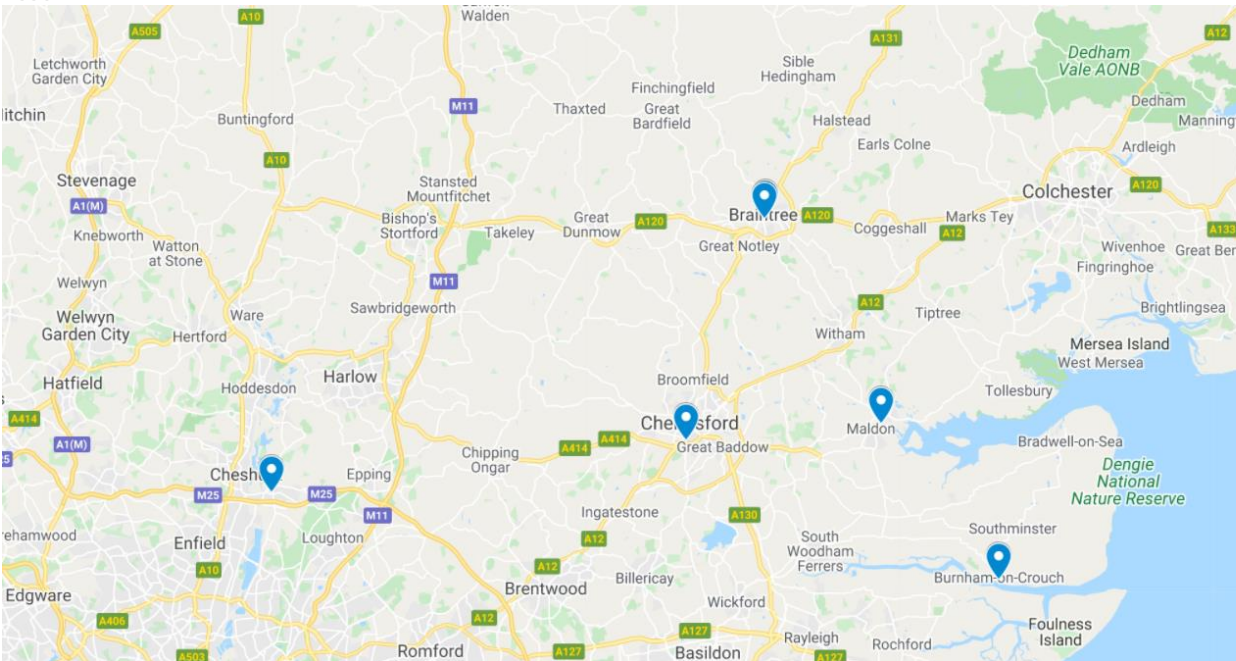 Walden
A10
A505
A131
A12
Letchworth
Garden City
Sible
Hedingham
Dedham
Vale AONB
Finchingfield
M11
Thaxted
Great
Bardfield
Dedham
itchin
Buntingford
Halstead
Manning
Earls Colne
Ardleigh
A10
Stevenage
Stansted
Mountfitchet
Colchester
A120
A1(M)
Bishop's
Stortford
Great
Dunmow
A120
Braintree
A120
Marks Tey
Knebworth
Watton
at Stone
Takeley
Coggeshall
A12
A133
Great Notley
Wivenhoe
Great Ber
Fingringhoe
Welwyn
M11
Sawbridgeworth
A12
Tiptree
Brightlingsea
Welwyn
Garden City
Ware
Hertford
Witham
Mersea Island
West Mersea
Hatfield
Hoddesdon
Harlow
Broomfield
Tollesbury
A414
Chelmsford
Maldon
A1(M)
A414
A414
Great Baddow
Bradwell-on-Sea
25
Chipping
Ongar
Dengie
National
Nature Reserve
Epping
M25
M25
M11
Ingatestone
A130
Southminster
rehamwood
Enfield
Loughton
A12
South
Woodham
Ferrers
A10
A12
Billericay
Burnham-on-Crouch
Edgware
Brentwood
Wickford
A406
A12
Foulness
Island
A127
Rayleigh
Rochford
A503
Romford
A127
Basildon
A127